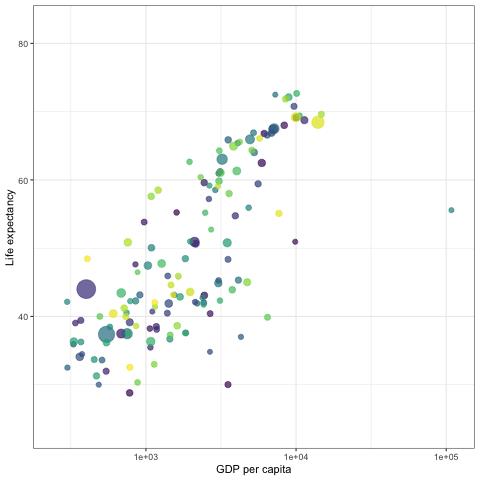 80
60
40
Life expectancy
1e+03
1e+04
1e+05
GDP per capita